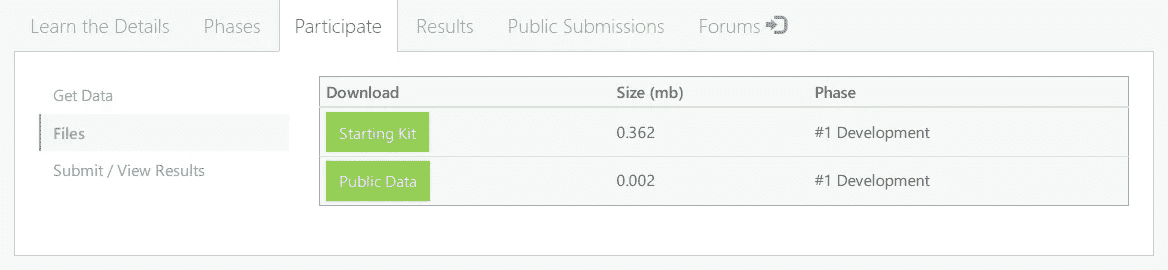 Learn the Details Phases Participate Results Public Submissions Forums
Get Data
Files
Submit / View Results
Download Size (mb) Phase
Starting Kit 0.362 #1 Development
Public Data 0.002 #1 Development